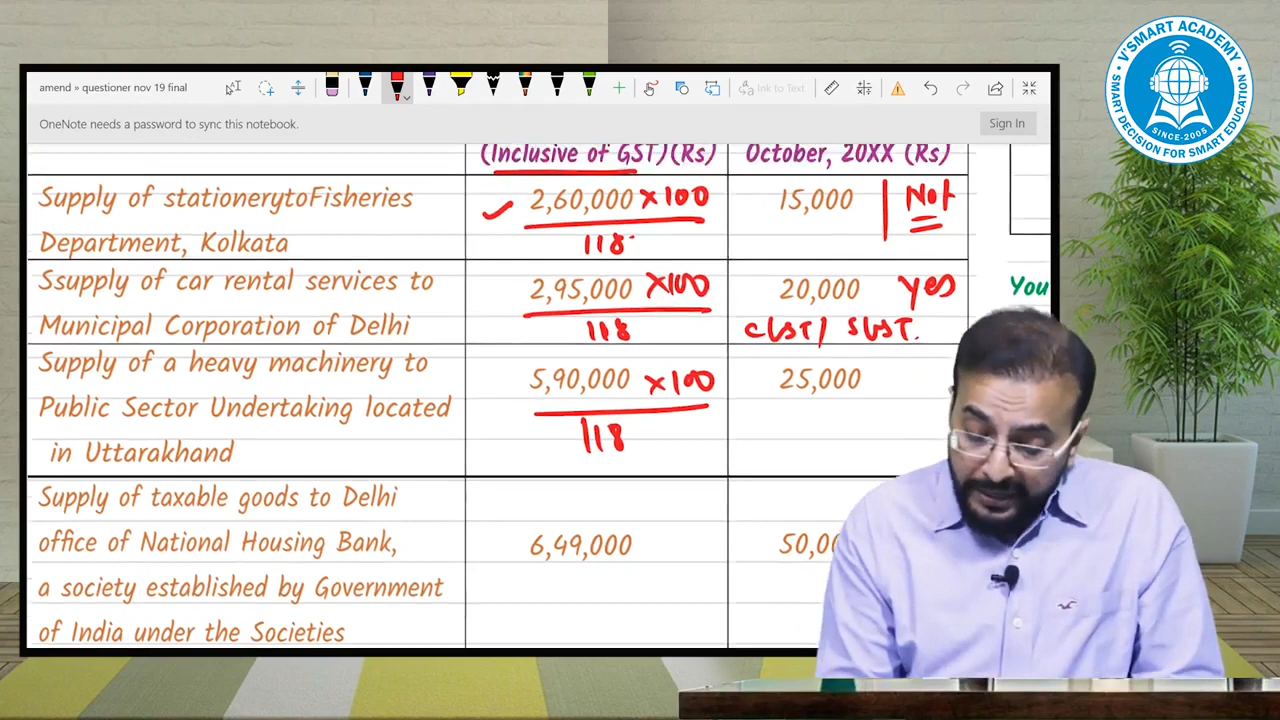 V'SMART ACADEMY
SMART DECISION FOR SMART EDUCATION
SINCE-2005
amend » questioner nov 19 final
Ink to Text
OneNote needs a password to sync this notebook.
Sign In
(Inclusive of GST)(Rs) October, 20XX (Rs)
Supply of stationerytoFisheries 2,60,000 ×100 15,000 Not
Department, Kolkata 118
Ssupply of car rental services to 2,95,000 ×100 20,000 Yes
Municipal Corporation of Delhi 118 CGST/ SGST.
You
Supply of a heavy machinery to 5,90,000 ×100 25,000
Public Sector Undertaking located 118
in Uttarakhand
Supply of taxable goods to Delhi
office of National Housing Bank, 6,49,000
a society established by Government
of India under the Societies